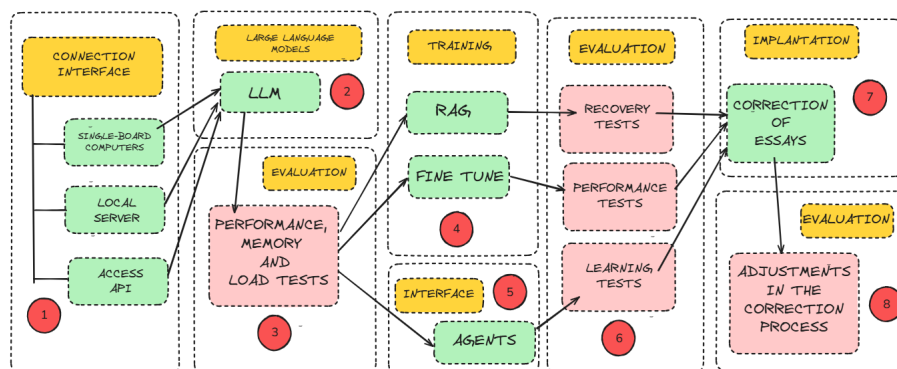 CONNECTION
INTERFACE
SINGLE-BOARD
COMPUTERS
LOCAL
SERVER
ACCESS
API
1
LARGE LANGUAGE
MODELS
LLM
2
EVALUATION
PERFORMANCE,
MEMORY
AND
LOAD TESTS
3
TRAINING
RAG
FINE TUNE
4
INTERFACE
5
AGENTS
EVALUATION
RECOVERY
TESTS
PERFORMANCE
TESTS
LEARNING
TESTS
6
IMPLANTATION
CORRECTION
OF
ESSAYS
7
EVALUATION
ADJUSTMENTS
IN THE
CORRECTION
PROCESS
8